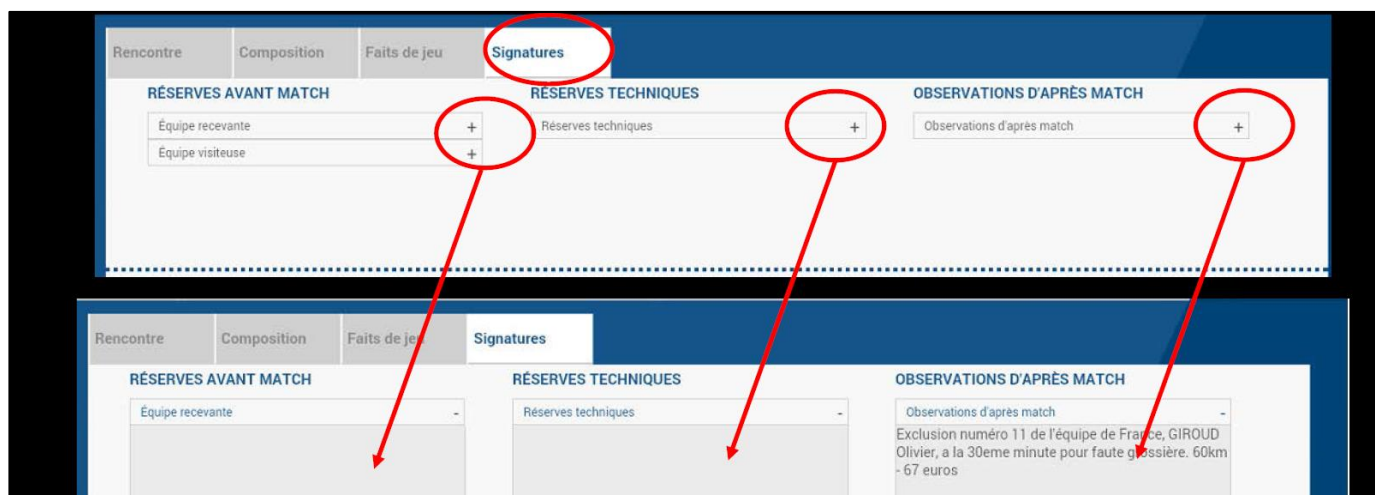 Rencontre Composition Faits de jeu Signatures
RÉSERVES AVANT MATCH RÉSERVES TECHNIQUES OBSERVATIONS D'APRÈS MATCH
Équipe recevante + Réserves techniques + Observations d'après match +
Équipe visiteuse +
Rencontre Composition Faits de jeu Signatures
RÉSERVES AVANT MATCH RÉSERVES TECHNIQUES OBSERVATIONS D'APRÈS MATCH
Équipe recevante - Réserves techniques - Observations d'après match -
Exclusion numéro 11 de l'équipe de France, GIROUD
Olivier, a la 30eme minute pour faute grossière. 60km
- 67 euros